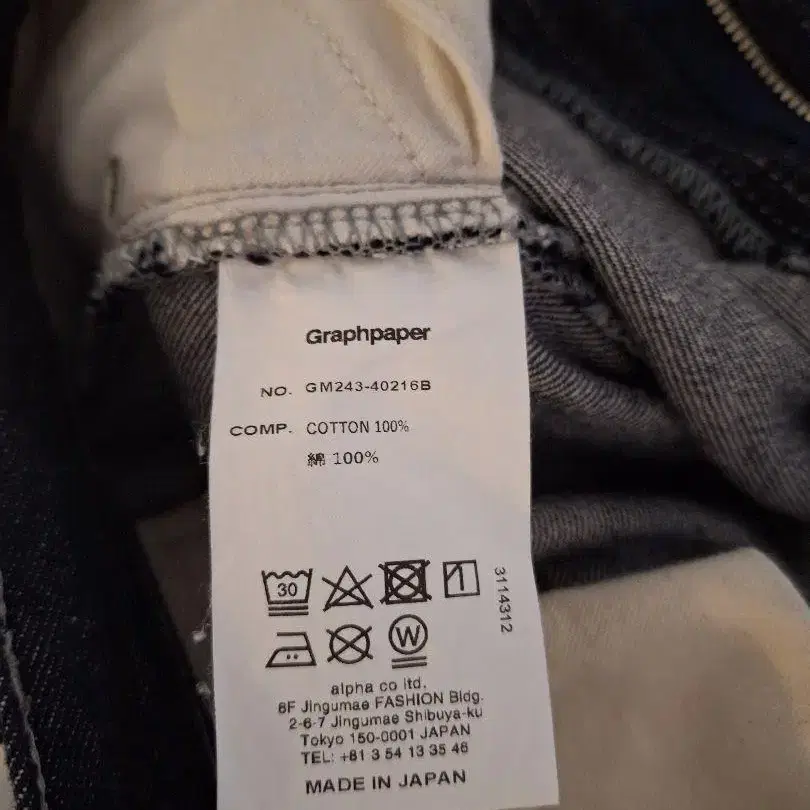 Graphpaper
NO. GM243-40216B
COMP. COTTON 100%
綿 100%
30
3114312
W
alpha co ltd.
6F Jingumae FASHION Bldg.
2-6-7 Jingumae Shibuya-ku
Tokyo 150-0001 JAPAN
TEL: +81 3 54 13 35 46
MADE IN JAPAN